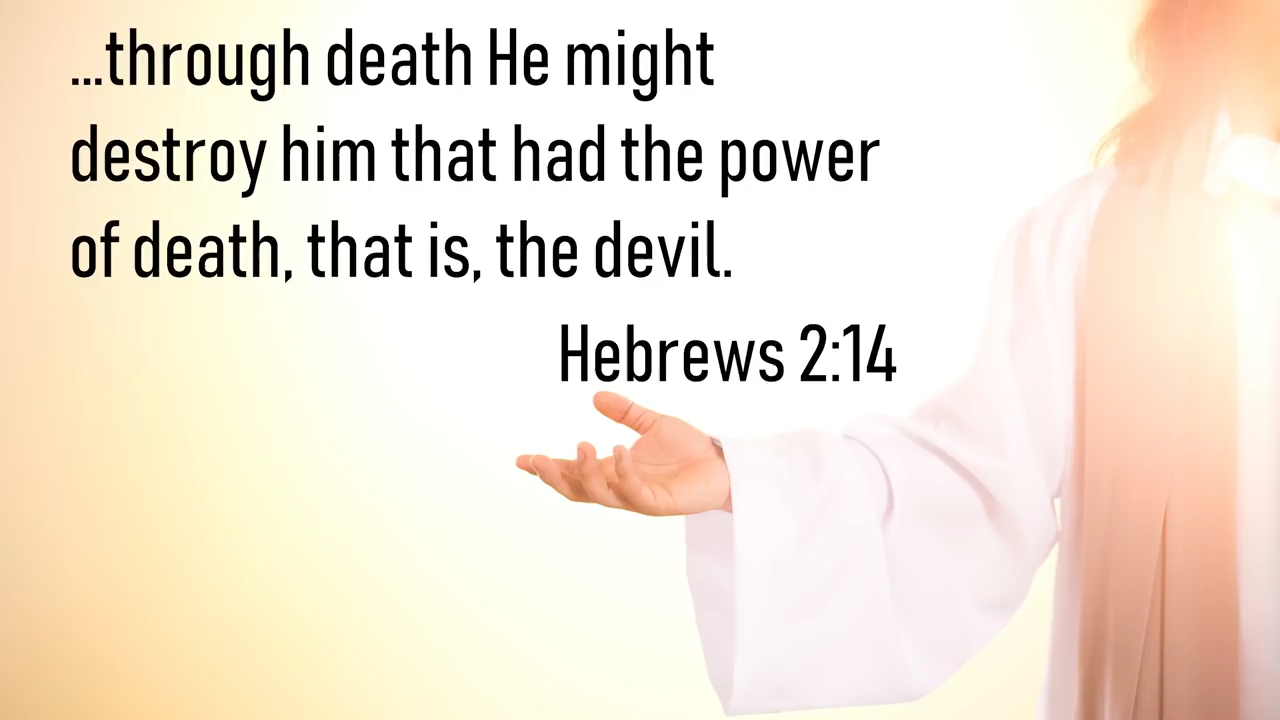 ...through death He might
destroy him that had the power
of death, that is, the devil.
Hebrews 2:14